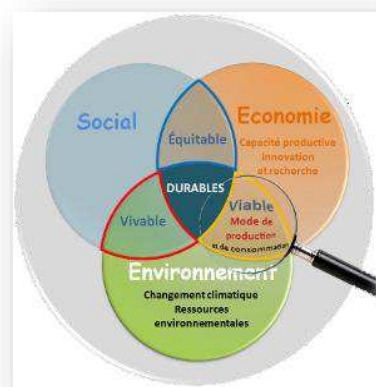 Social
Economie
Équitable
Capacité productive
innovation
et recherche
DURABLES
Vivable
Viable
Mode de
production
et de consommation
Environnement
Changement climatique
Ressources
environnementales